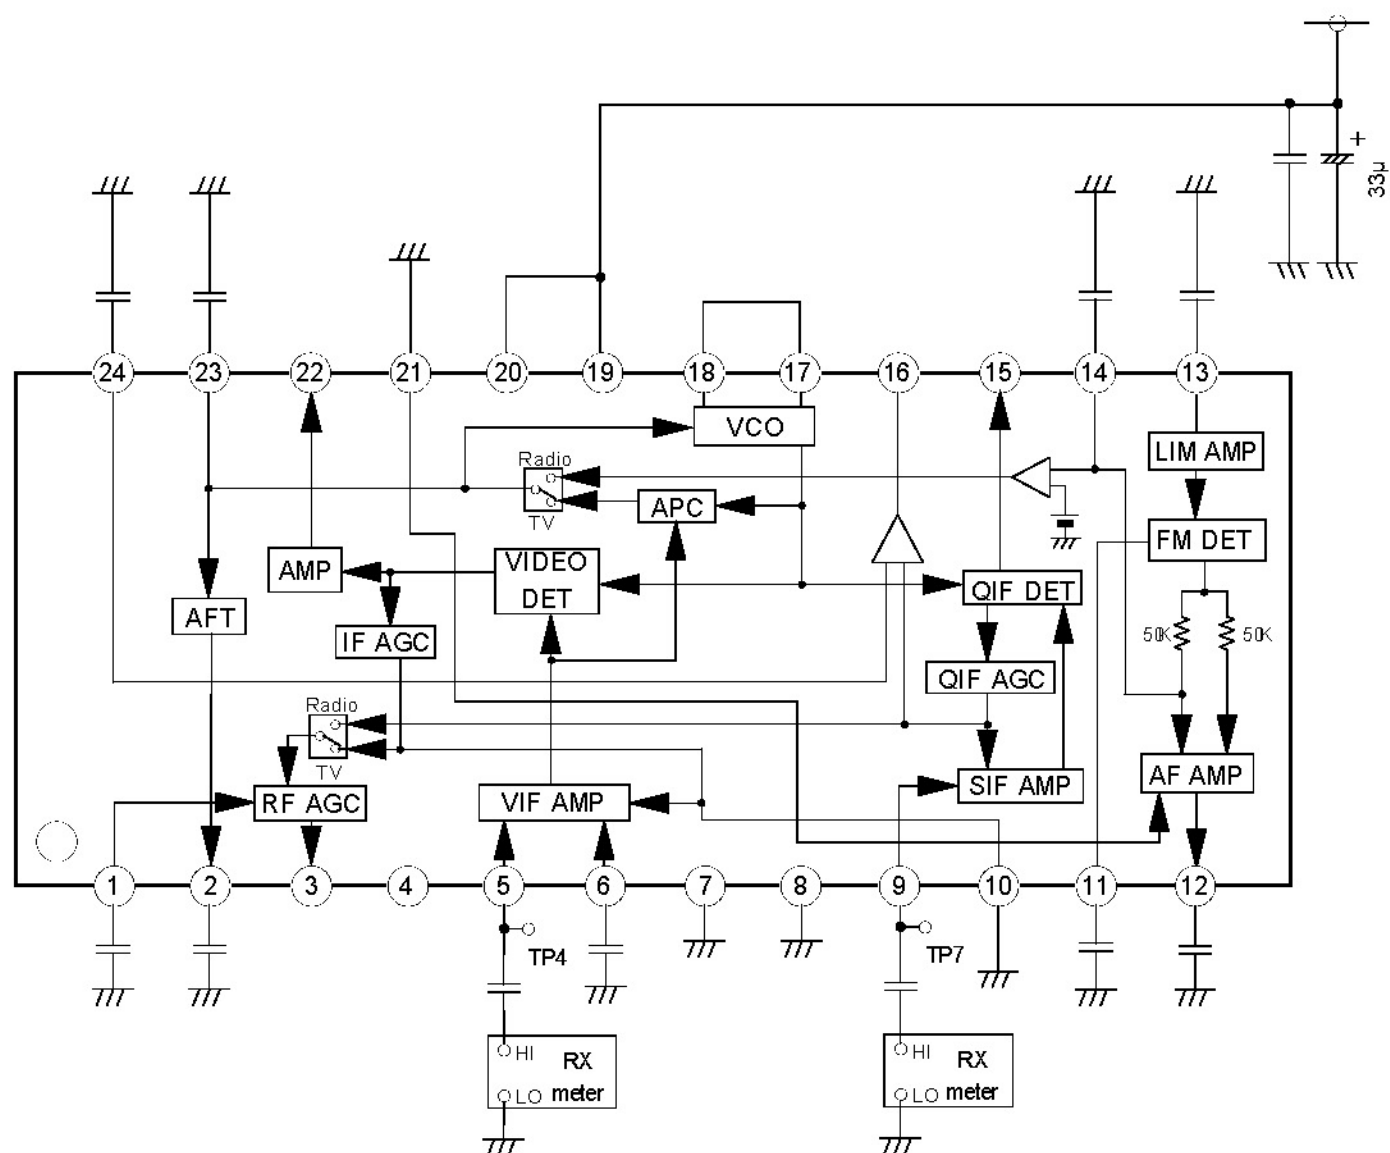 +
33μ
24
23
22
21
20
19
18
17
16
15
14
13
VCO
LIM AMP
Radio
TV
APC
FM DET
VIDEO
DET
AMP
QIF DET
AFT
IF AGC
50K
50K
QIF AGC
Radio
TV
RF AGC
VIF AMP
SIF AMP
AF AMP
1
2
3
4
5
6
7
8
9
10
11
12
TP4
TP7
HI
RX
LO
meter
HI
RX
LO
meter